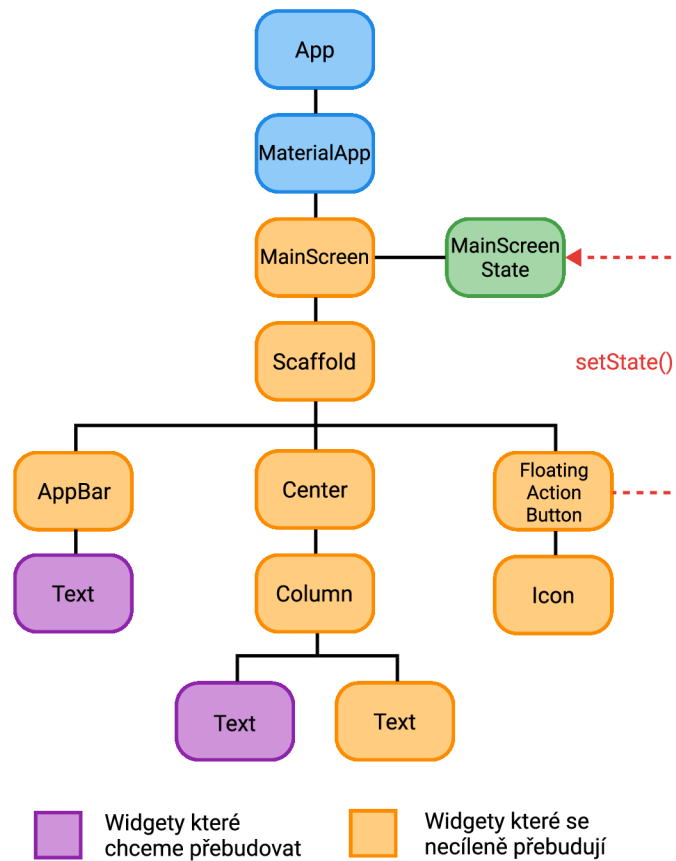 App
MaterialApp
MainScreen
MainScreen
State
Scaffold
setState()
AppBar
Center
Floating
Action
Button
Text
Column
Icon
Text
Text
Widgety které
chceme přebudovat
Widgety které se
necíleně přebudují